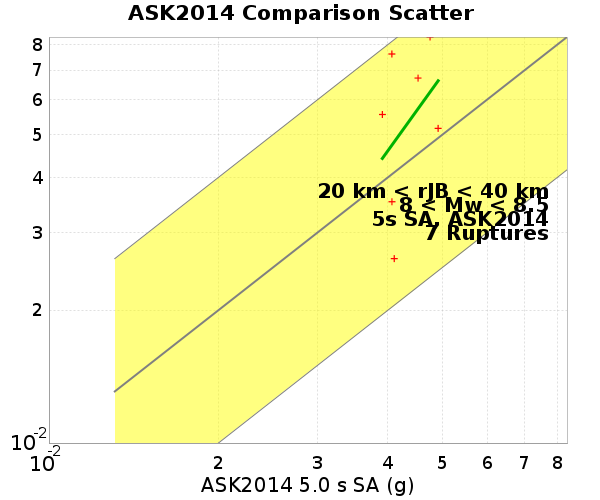 ASK2014 Comparison Scatter
8
7
6
5
4
3
2
10-2
20 km < rJB < 40 km
8 < Mw < 8.5
5s SA, ASK2014
7 Ruptures
10-2
2 3 4 5 6 7 8
ASK2014 5.0 s SA (g)